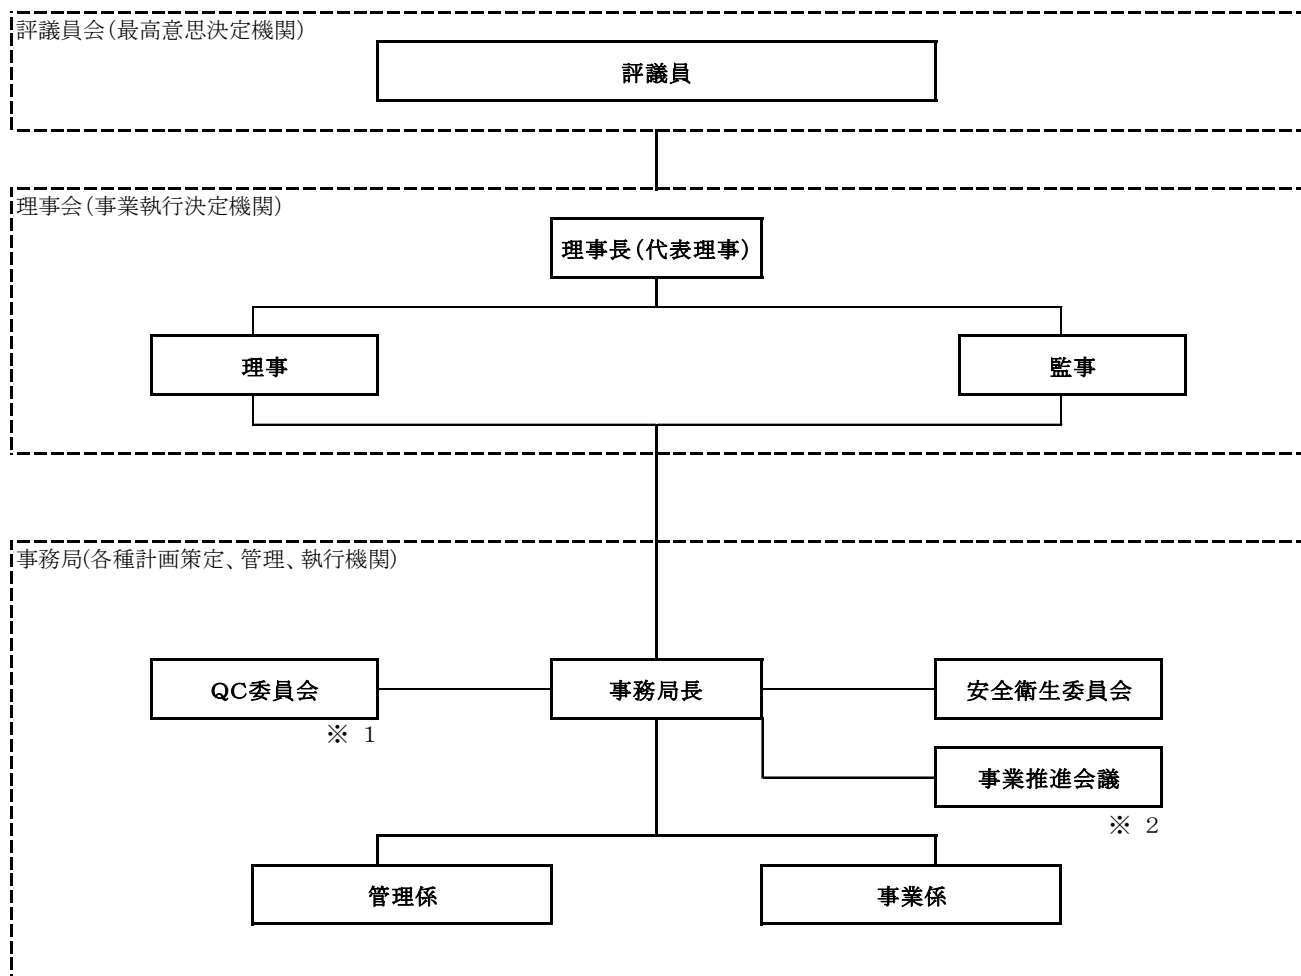 評議員会(最高意思決定機関)
評議員
理事会(事業執行決定機関)
理事長(代表理事)
理事
監事
事務局(各種計画策定、管理、執行機関)
QC委員会
事務局長
安全衛生委員会
※ 1
事業推進会議
※ 2
管理係
事業係